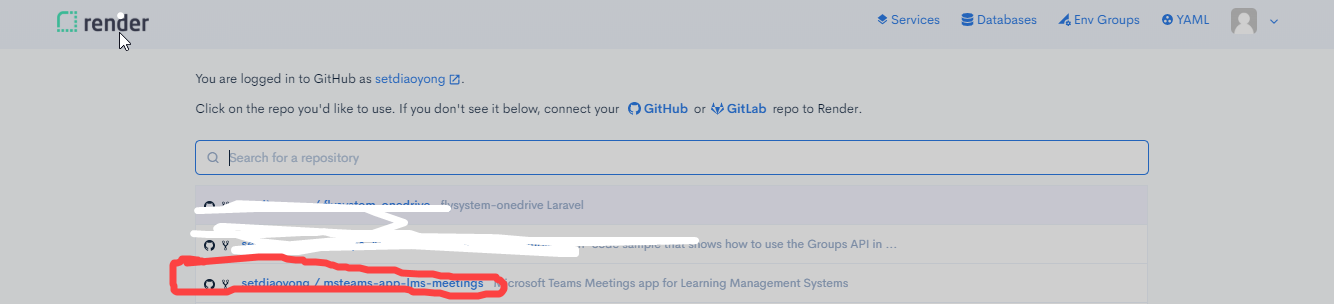 render Services Databases Env Groups YAML
You are logged in to GitHub as setdiaoyong.
Click on the repo you'd like to use. If you don't see it below, connect your GitHub or GitLab repo to Render.
Search for a repository
flysystem-onedrive Laravel
code sample that shows how to use the Groups API in ...
setdiaoyong / msteams-app-lms-meetings Microsoft Teams Meetings app for Learning Management Systems